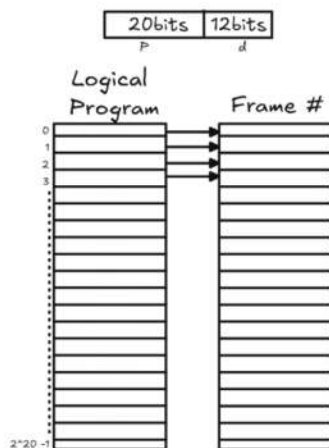 20bits 12bits
P d
Logical
Program
Frame #
0
1
2
3
2^20 -1